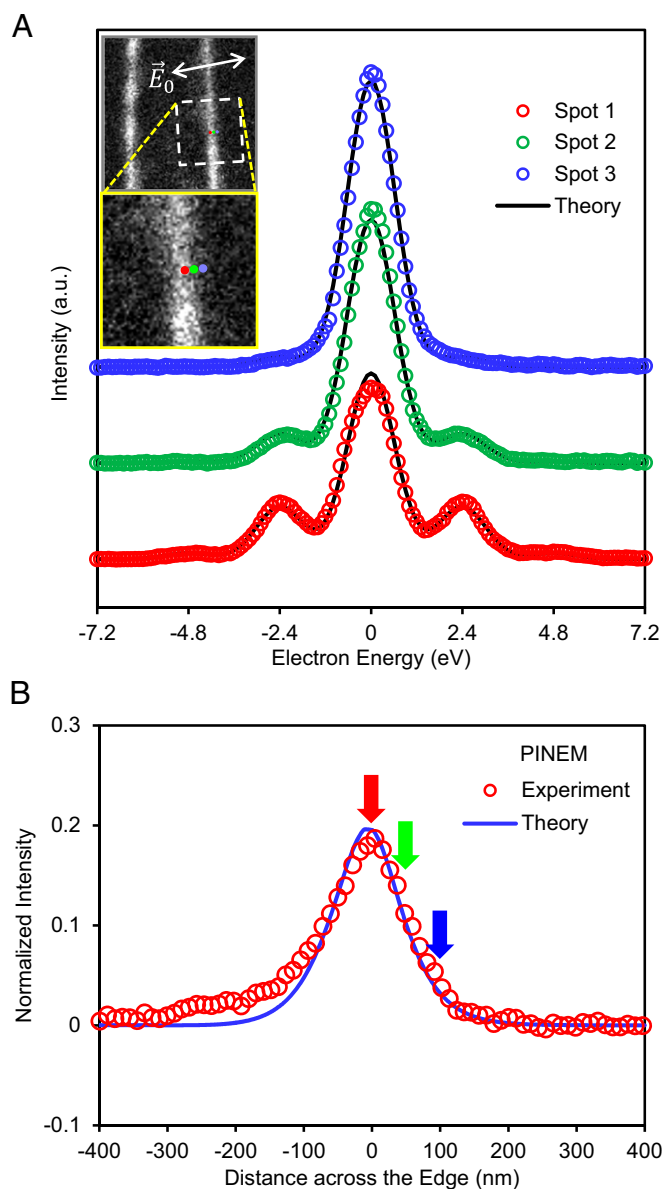 A
E⃗₀
Spot 1
Spot 2
Spot 3
Theory
Intensity (a.u.)
-7.2 -4.8 -2.4 0 2.4 4.8 7.2
Electron Energy (eV)
B
0.3
PINEM
Experiment
Theory
0.2
0.1
0
-0.1
Normalized Intensity
-400 -300 -200 -100 0 100 200 300 400
Distance across the Edge (nm)